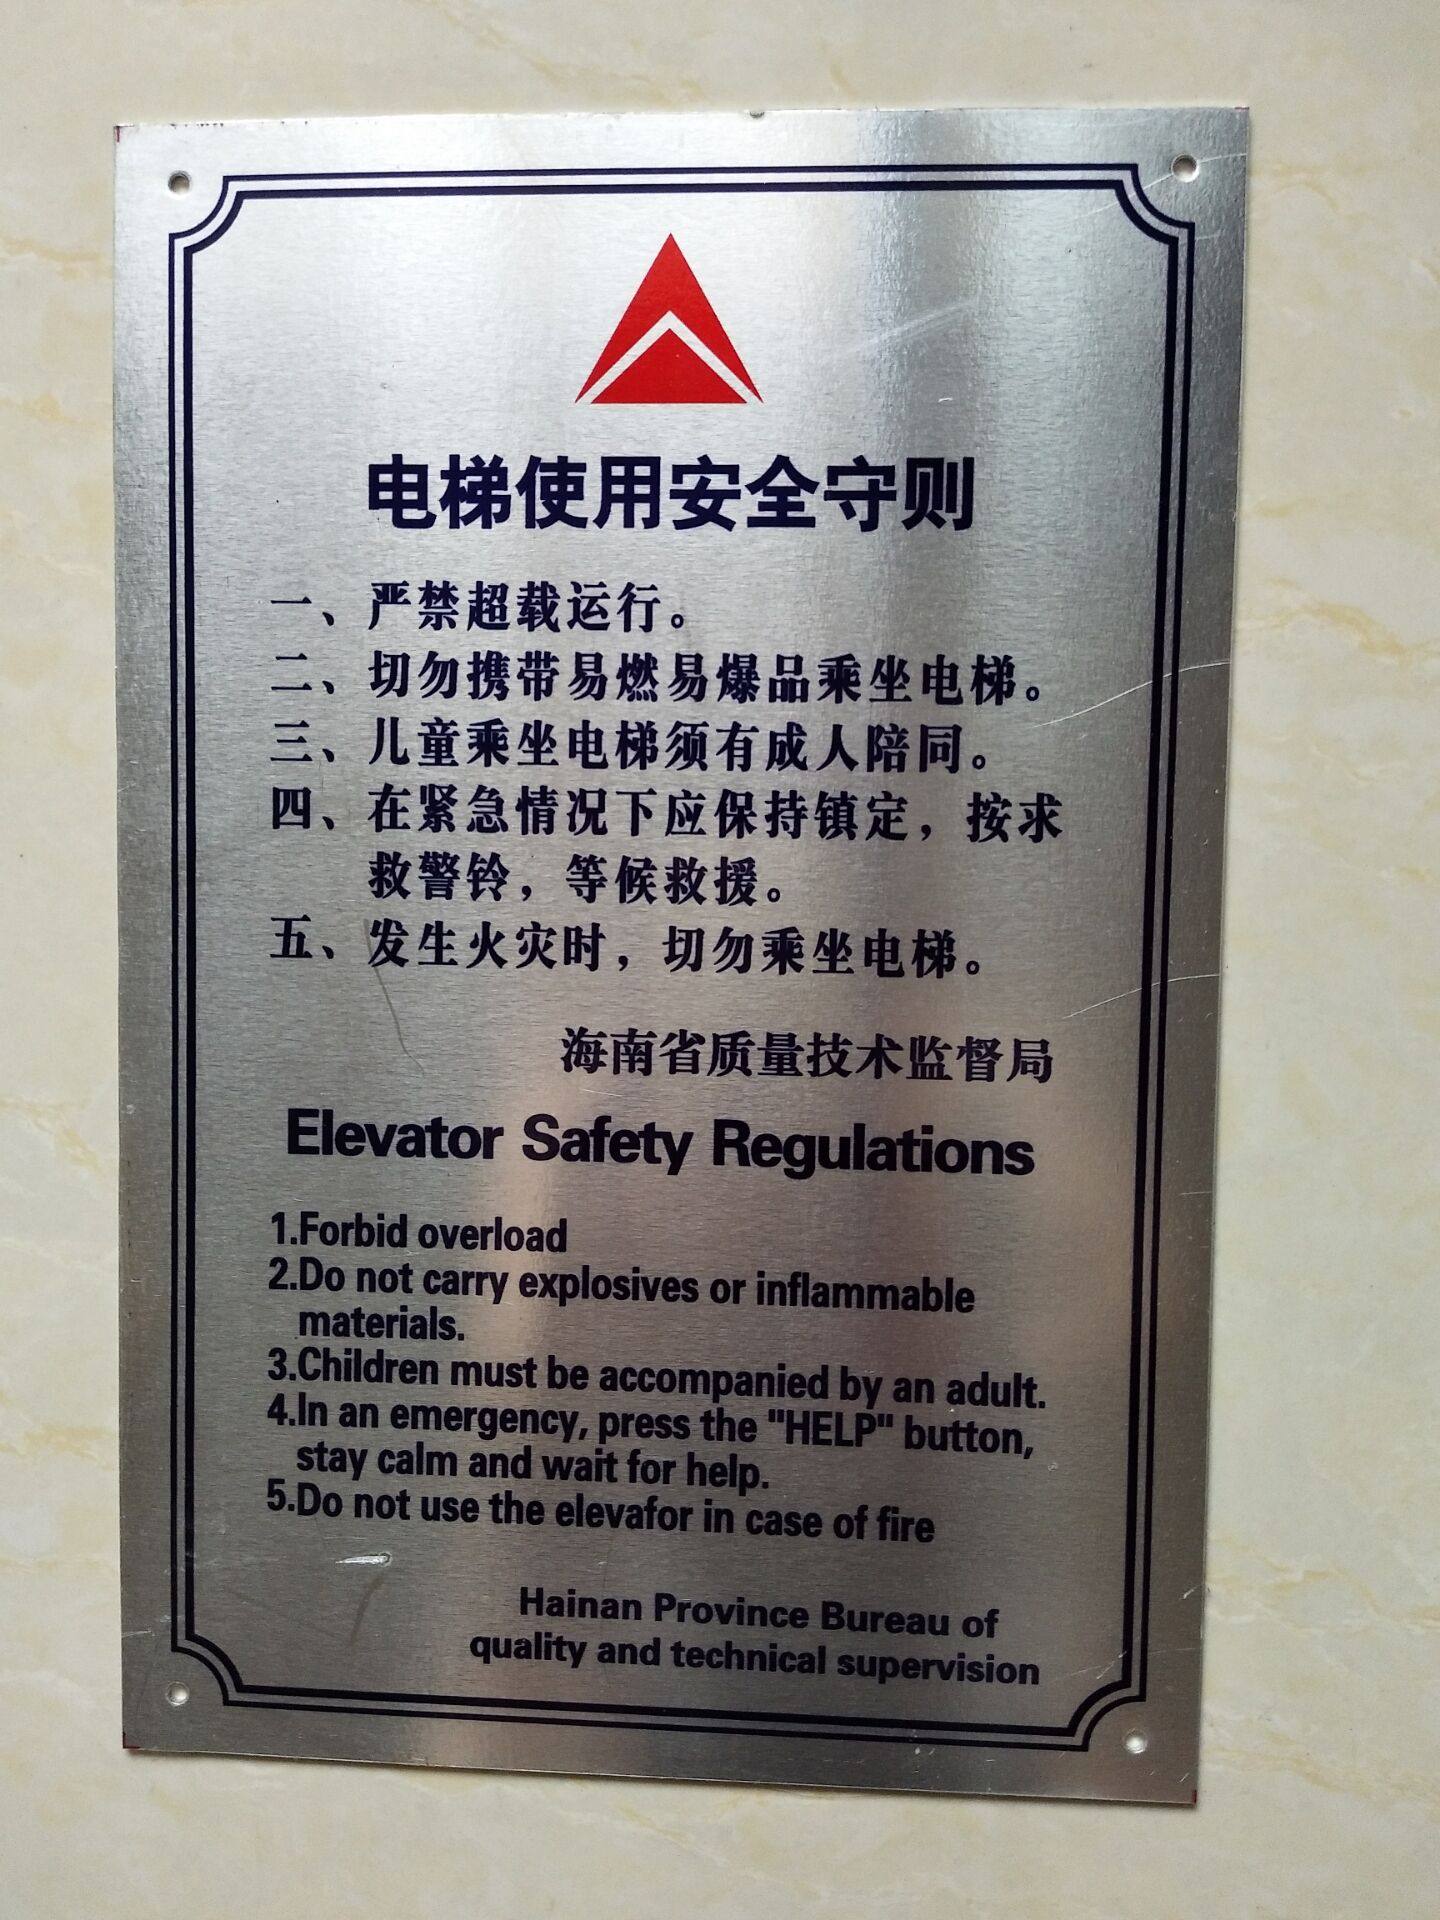 电梯使用安全守则
一、严禁超载运行。
二、切勿携带易燃易爆品乘坐电梯。
三、儿童乘坐电梯须有成人陪同。
四、在紧急情况下应保持镇定，按求
救警铃，等候救援。
五、发生火灾时，切勿乘坐电梯。
海南省质量技术监督局
Elevator Safety Regulations
1.Forbid overload
2.Do not carry explosives or inflammable
materials.
3.Children must be accompanied by an adult.
4.In an emergency, press the "HELP" button,
stay calm and wait for help.
5.Do not use the elevafor in case of fire
Hainan Province Bureau of
quality and technical supervision